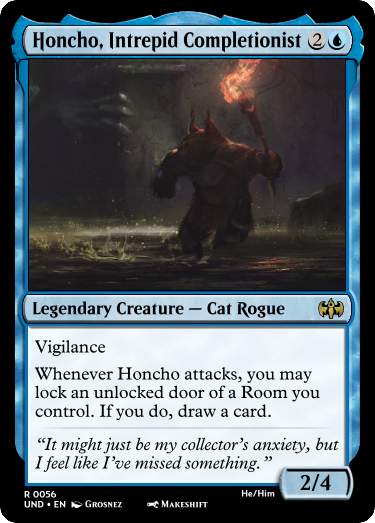 Honcho, Intrepid Completionist 2
Legendary Creature — Cat Rogue
Vigilance
Whenever Honcho attacks, you may
lock an unlocked door of a Room you
control. If you do, draw a card.
“It might just be my collector’s anxiety, but
I feel like I’ve missed something.”
2/4
R 0056
He/Him
UND • EN Grosnez
Makeshift